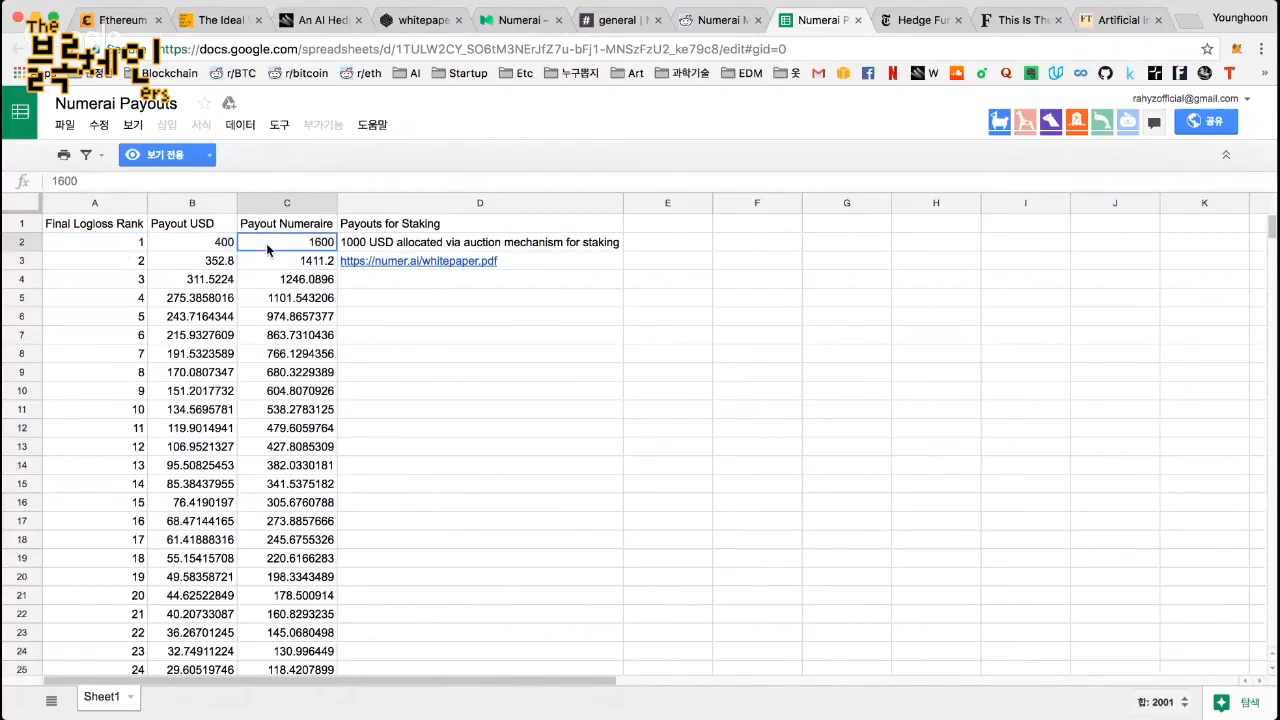 Ethereum
The Ideal
An AI Hed
whitepape
Numerai –
general |
Numerai
Numerai P
Hedge Fu
This Is The
Artificial in
Younghoon
https://docs.google.com/spreadsheets/d/1TULW2CY_SO6tM3NErJfZ7u-bFj1-MNSzFzU2_ke79c8/edit#gid=0
The
블록체인
ers
Blockchain r/BTC r/bitcoin r/eth AI Startup Etc 누구뽑지 Art 과학기술 EDM 옷 W
Numerai Payouts
rahyzofficial@gmail.com
파일 수정 보기 삽입 서식 데이터 도구 부가기능 도움말
공유
보기 전용
fx 1600
A B C D E F G H I J K
1 Final Logloss Rank Payout USD Payout Numeraire Payouts for Staking
2 1 400 1600 1000 USD allocated via auction mechanism for staking
3 2 352.8 1411.2 https://numer.ai/whitepaper.pdf
4 3 311.5224 1246.0896
5 4 275.3858016 1101.543206
6 5 243.7164344 974.8657377
7 6 215.9327609 863.7310436
8 7 191.5323589 766.1294356
9 8 170.0807347 680.3229389
10 9 151.2017732 604.8070926
11 10 134.5695781 538.2783125
12 11 119.9014941 479.6059764
13 12 106.9521327 427.8085309
14 13 95.50825453 382.0330181
15 14 85.38437955 341.5375182
16 15 76.4190197 305.6760788
17 16 68.47144165 273.8857666
18 17 61.41888316 245.6755326
19 18 55.15415708 220.6166283
20 19 49.58358721 198.3343489
21 20 44.62522849 178.500914
22 21 40.20733087 160.8293235
23 22 36.26701245 145.0680498
24 23 32.74911224 130.996449
25 24 29.60519746 118.4207899
Sheet1
합: 2001
탐색